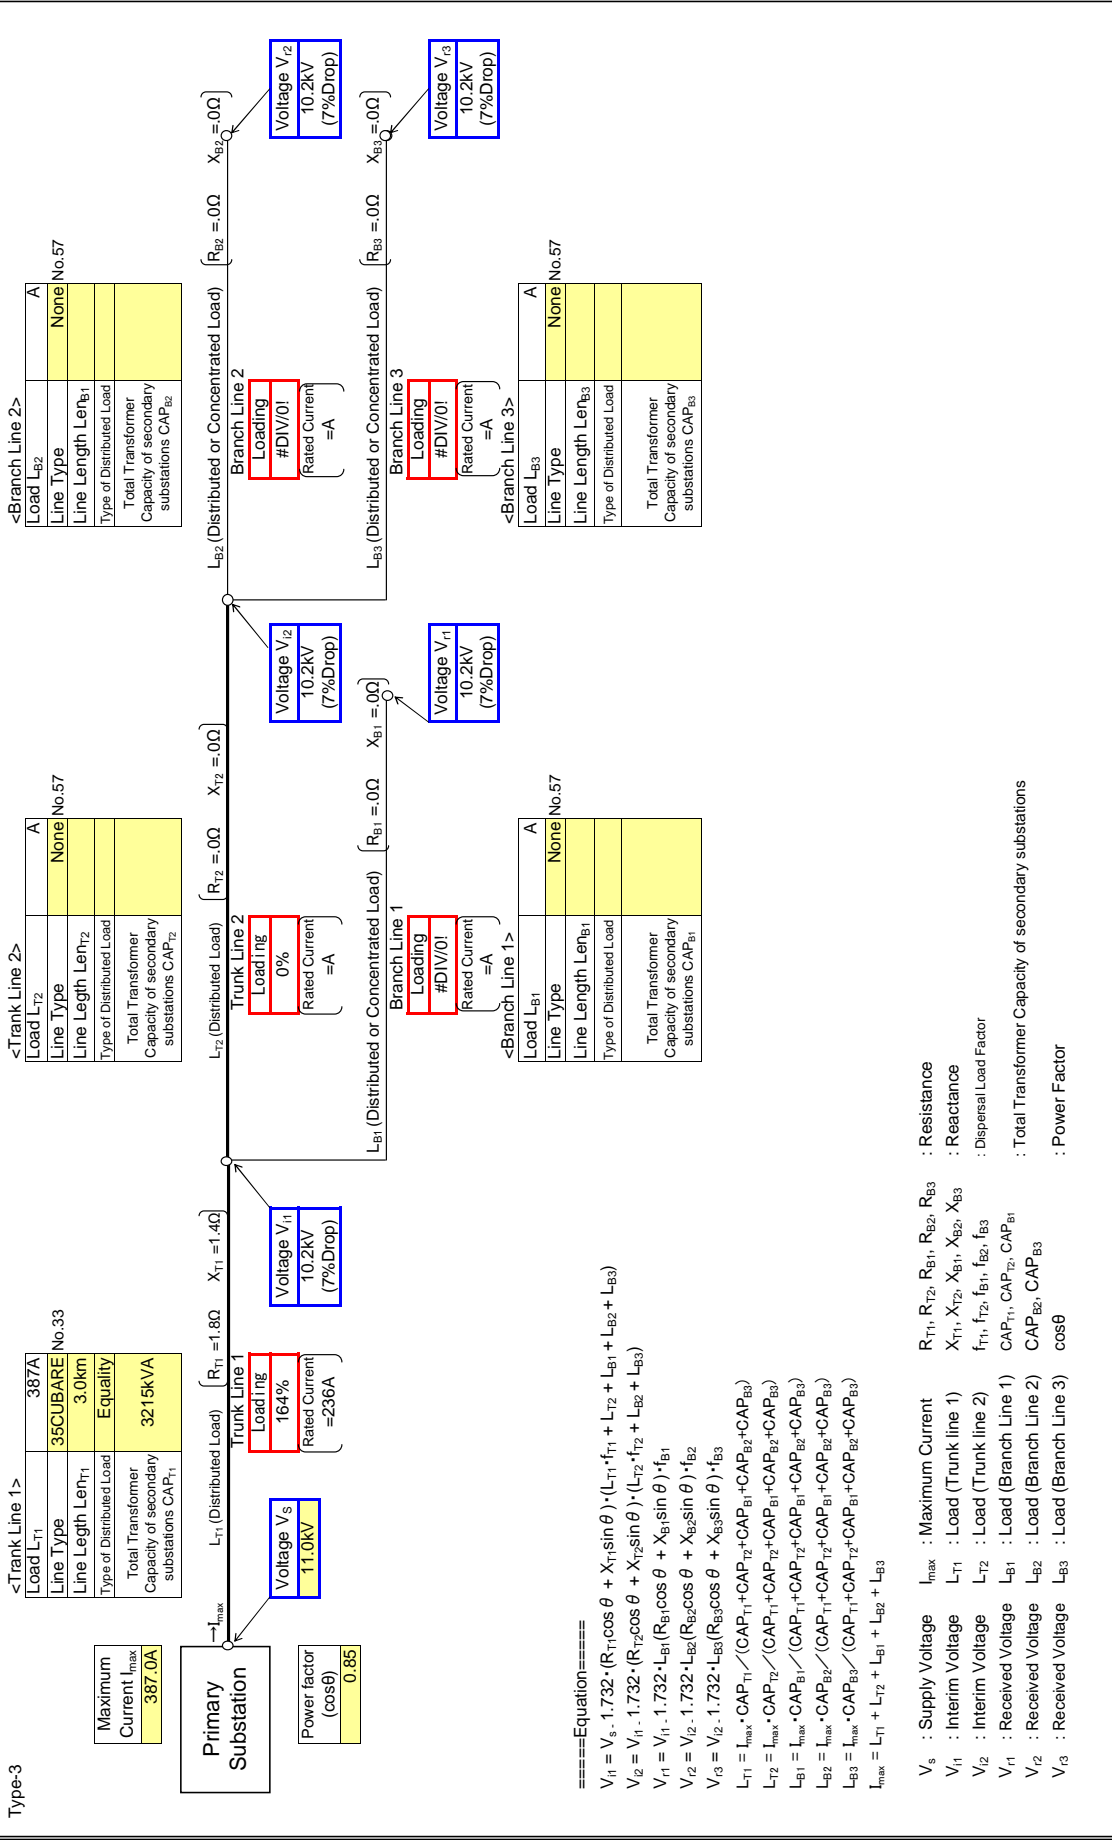 Type-3
Maximum
Current Imax
387.0A
Primary
Substation
Power factor
(cosθ)
0.85
→Imax
Voltage VS
11.0kV
<Trank Line 1>
Load LT1 387A
Line Type 35CUBARE No.33
Line Length LenT1 3.0km
Type of Distributed Load Equality
Total Transformer
Capacity of secondary
substations CAPT1
3215kVA
LT1 (Distributed Load) RT1 =1.8Ω XT1 =1.4Ω
Trunk Line 1
Loading
164%
Rated Current
=236A
Voltage Vi1
10.2kV
(7%Drop)
<Trank Line 2>
Load LT2 A
Line Type None No.57
Line Legth LenT2
Type of Distributed Load
Total Transformer
Capacity of secondary
substations CAPT2
LT2 (Distributed Load) RT2 =.0Ω XT2 =.0Ω
Trunk Line 2
Loading
0%
Rated Current
=A
Voltage Vi2
10.2kV
(7%Drop)
LB1 (Distributed or Concentrated Load) RB1 =.0Ω XB1 =.0Ω
Branch Line 1
Loading
#DIV/0!
Rated Current
=A
Voltage Vr1
10.2kV
(7%Drop)
<Branch Line 1>
Load LB1 A
Line Type None No.57
Line Length LenB1
Type of Distributed Load
Total Transformer
Capacity of secondary
substations CAPB1
<Branch Line 2>
Load LB2 A
Line Type None No.57
Line Length LenB1
Type of Distributed Load
Total Transformer
Capacity of secondary
substations CAPB2
LB2 (Distributed or Concentrated Load) RB2 =.0Ω XB2 =.0Ω
Branch Line 2
Loading
#DIV/0!
Rated Current
=A
Voltage Vr2
10.2kV
(7%Drop)
LB3 (Distributed or Concentrated Load) RB3 =.0Ω XB3 =.0Ω
Branch Line 3
Loading
#DIV/0!
Rated Current
=A
Voltage Vr3
10.2kV
(7%Drop)
<Branch Line 3>
Load LB3 A
Line Type None No.57
Line Length LenB3
Type of Distributed Load
Total Transformer
Capacity of secondary
substations CAPB3
=====Equation=====
Vi1 = VS - 1.732・(RT1cosθ + XT1sinθ)・(LT1・fT1 + LT2 + LB1 + LB2 + LB3)
Vi2 = Vi1 - 1.732・(RT2cosθ + XT2sinθ)・(LT2・fT2 + LB2 + LB3)
Vr1 = Vi1 - 1.732・LB1(RB1cosθ + XB1sinθ)・fB1
Vr2 = Vi2 - 1.732・LB2(RB2cosθ + XB2sinθ)・fB2
Vr3 = Vi2 - 1.732・LB3(RB3cosθ + XB3sinθ)・fB3
LT1 = Imax・CAPT1／(CAPT1+CAPT2+CAPB1+CAPB2+CAPB3)
LT2 = Imax・CAPT2／(CAPT1+CAPT2+CAPB1+CAPB2+CAPB3)
LB1 = Imax・CAPB1／(CAPT1+CAPT2+CAPB1+CAPB2+CAPB3)
LB2 = Imax・CAPB2／(CAPT1+CAPT2+CAPB1+CAPB2+CAPB3)
LB3 = Imax・CAPB3／(CAPT1+CAPT2+CAPB1+CAPB2+CAPB3)
Imax = LT1 + LT2 + LB1 + LB2 + LB3
Vs : Supply Voltage Imax : Maximum Current RT1, RT2, RB1, RB2, RB3 : Resistance
Vi1 : Interim Voltage LT1 : Load (Trunk line 1) XT1, XT2, XB1, XB2, XB3 : Reactance
Vi2 : Interim Voltage LT2 : Load (Trunk line 2) fT1, fT2, fB1, fB2, fB3 : Dispersal Load Factor
Vr1 : Received Voltage LB1 : Load (Branch Line 1) CAPT1, CAPT2, CAPB1 : Total Transformer Capacity of secondary substations
Vr2 : Received Voltage LB2 : Load (Branch Line 2) CAPB2, CAPB3
Vr3 : Received Voltage LB3 : Load (Branch Line 3) cosθ : Power Factor